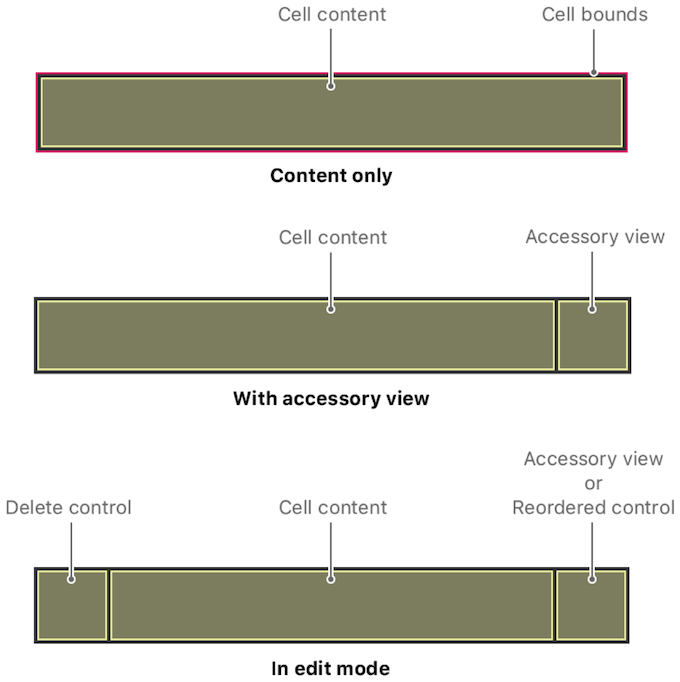 Cell content
Cell bounds
Content only
Cell content
Accessory view
With accessory view
Accessory view
or
Delete control
Cell content
Reordered control
In edit mode